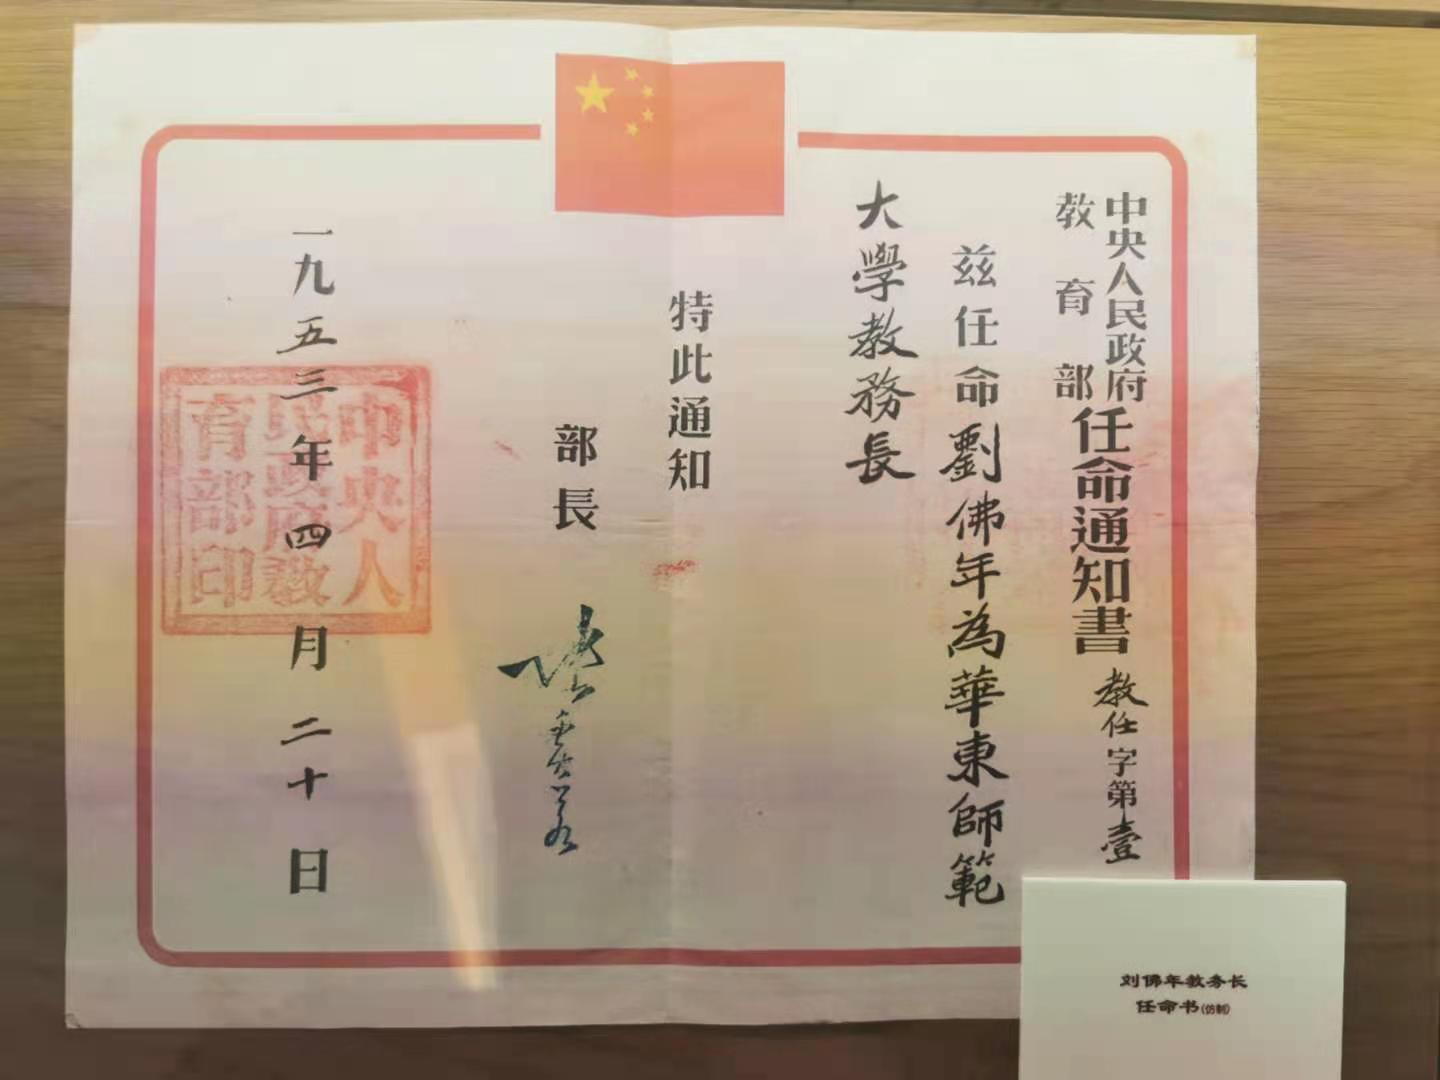 中央人民政府
教育部
任命通知書
教任字第壹
茲任命劉佛年為華東師範
大學教務長
特此通知
部長
一九五三年四月二十日
中央人
民政府教
育部印
刘佛年教务长
任命书(仿制)